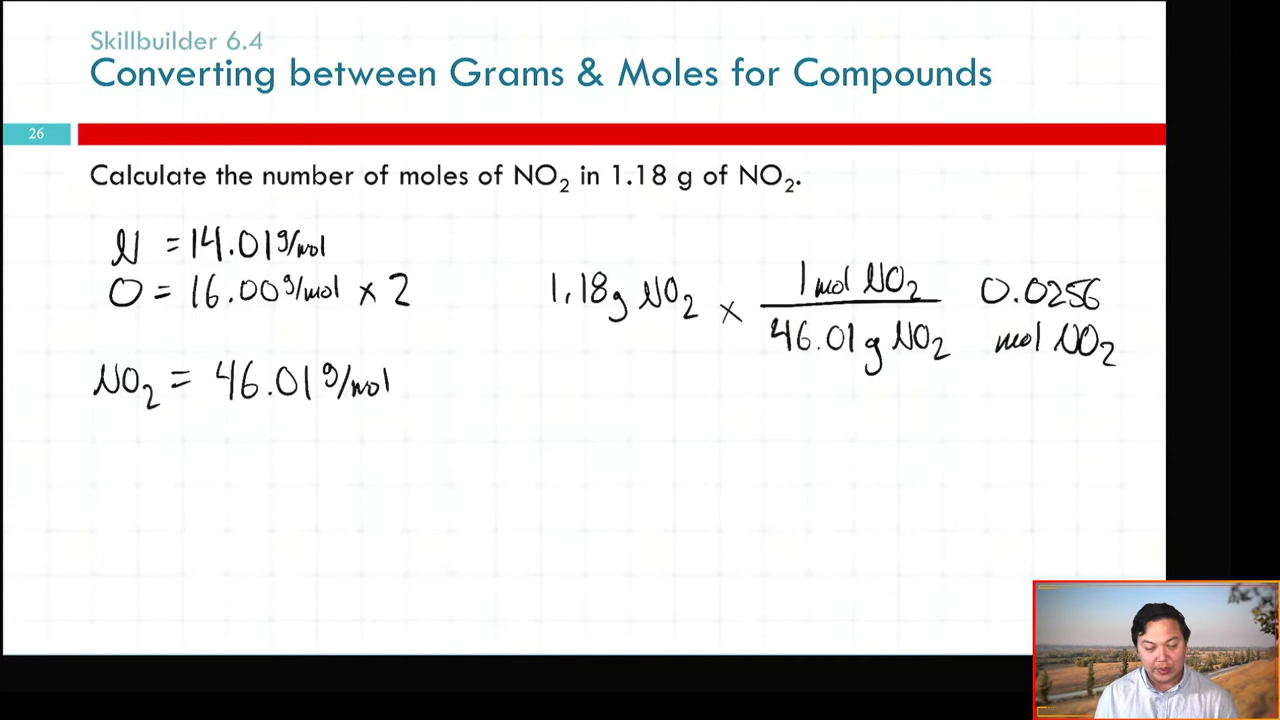 Skillbuilder 6.4
Converting between Grams & Moles for Compounds
26
Calculate the number of moles of NO₂ in 1.18 g of NO₂.
N = 14.01 g/mol
O = 16.00 g/mol × 2
NO₂ = 46.01 g/mol
1.18 g NO₂ × 1 mol NO₂ 0.0256
46.01 g NO₂ mol NO₂